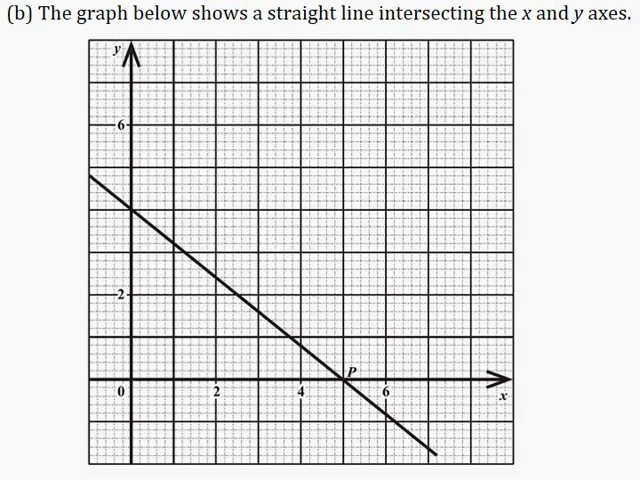 (b) The graph below shows a straight line intersecting the x and y axes.
y
6
2
P
0 2 4 6
x